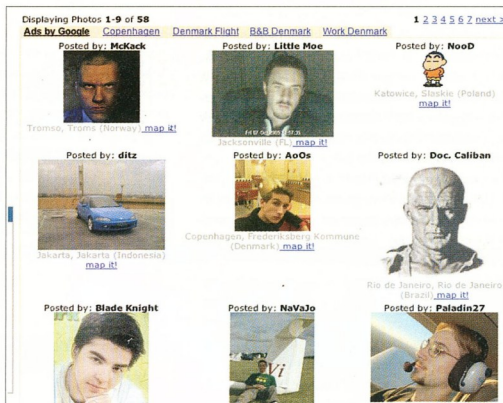 Displaying Photos 1-9 of 58
1 2 3 4 5 6 7 next >
Ads by Google Copenhagen Denmark Flight B&B Denmark Work Denmark
Posted by: McKack
Tromso, Troms (Norway) map it!
Posted by: Little Moe
Jacksonville (FL) map it!
Posted by: NooD
Katowice, Slaskie (Poland)
map it!
Posted by: ditz
Jakarta, Jakarta (Indonesia)
map it!
Posted by: AoOs
Copenhagen, Frederiksberg Kommune
(Denmark) map it!
Posted by: Doc. Caliban
Rio de Janeiro, Rio de Janeiro
(Brazil) map it!
Posted by: Blade Knight
Posted by: NaVaJo
Posted by: Paladin27